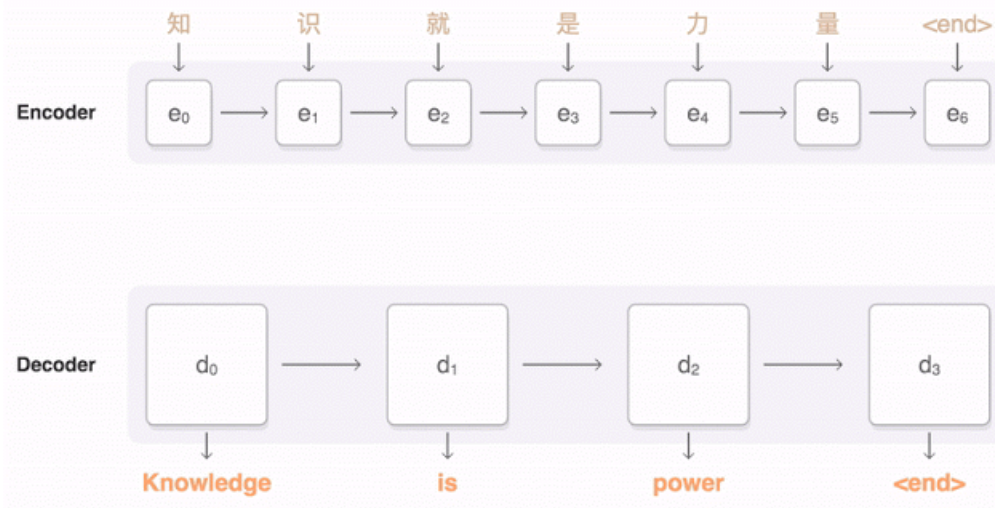 知 识 就 是 力 量 <end>
Encoder e₀ e₁ e₂ e₃ e₄ e₅ e₆
Decoder d₀ d₁ d₂ d₃
Knowledge is power <end>